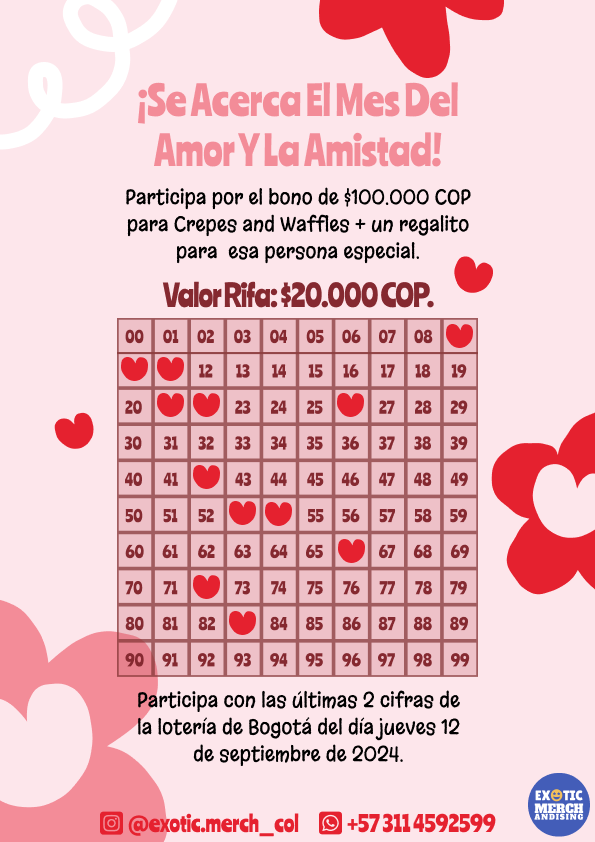 ¡Se Acerca El Mes Del
Amor Y La Amistad!
Participa por el bono de $100.000 COP
para Crepes and Waffles + un regalito
para esa persona especial.
Valor Rifa: $20.000 COP.
00 01 02 03 04 05 06 07 08
12 13 14 15 16 17 18 19
20 23 24 25 27 28 29
30 31 32 33 34 35 36 37 38 39
40 41 43 44 45 46 47 48 49
50 51 52 55 56 57 58 59
60 61 62 63 64 65 67 68 69
70 71 73 74 75 76 77 78 79
80 81 82 84 85 86 87 88 89
90 91 92 93 94 95 96 97 98 99
Participa con las últimas 2 cifras de
la lotería de Bogotá del día jueves 12
de septiembre de 2024.
@exotic.merch_col +57 311 4592599
EXOTIC
MERCH
ANDISING